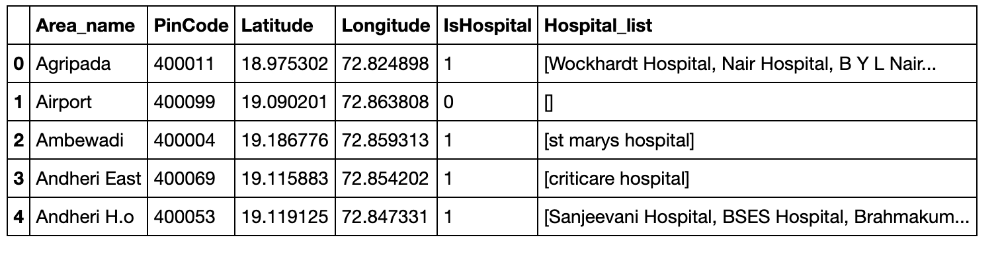 Area_name PinCode Latitude Longitude IsHospital Hospital_list
0 Agripada 400011 18.975302 72.824898 1 [Wockhardt Hospital, Nair Hospital, B Y L Nair...
1 Airport 400099 19.090201 72.863808 0 []
2 Ambewadi 400004 19.186776 72.859313 1 [st marys hospital]
3 Andheri East 400069 19.115883 72.854202 1 [criticare hospital]
4 Andheri H.o 400053 19.119125 72.847331 1 [Sanjeevani Hospital, BSES Hospital, Brahmakum...